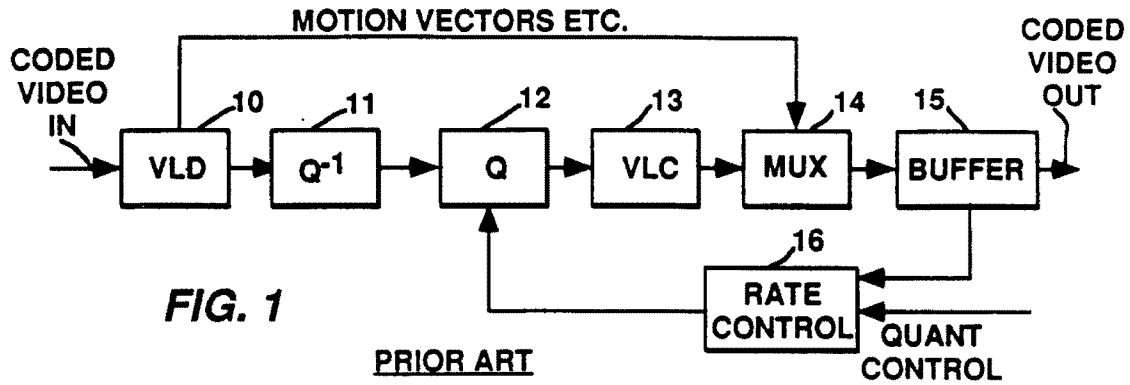 MOTION VECTORS ETC.
CODED
VIDEO
IN
CODED
VIDEO
OUT
10
11
12
13
14
15
VLD
Q-1
Q
VLC
MUX
BUFFER
16
RATE
CONTROL
QUANT
CONTROL
FIG. 1
PRIOR ART